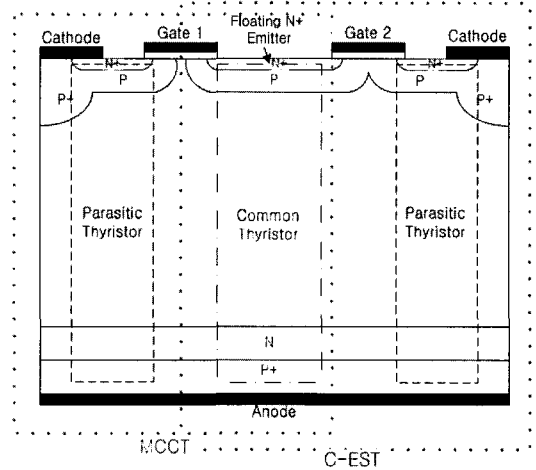 Floating N+
Emitter
Cathode
Gate 1
Gate 2
Cathode
N+
N+
N+
P
P
P
P+
P+
Parasitic
Thyristor
Common
Thyristor
Parasitic
Thyristor
N
P+
Anode
MCCT
C-EST